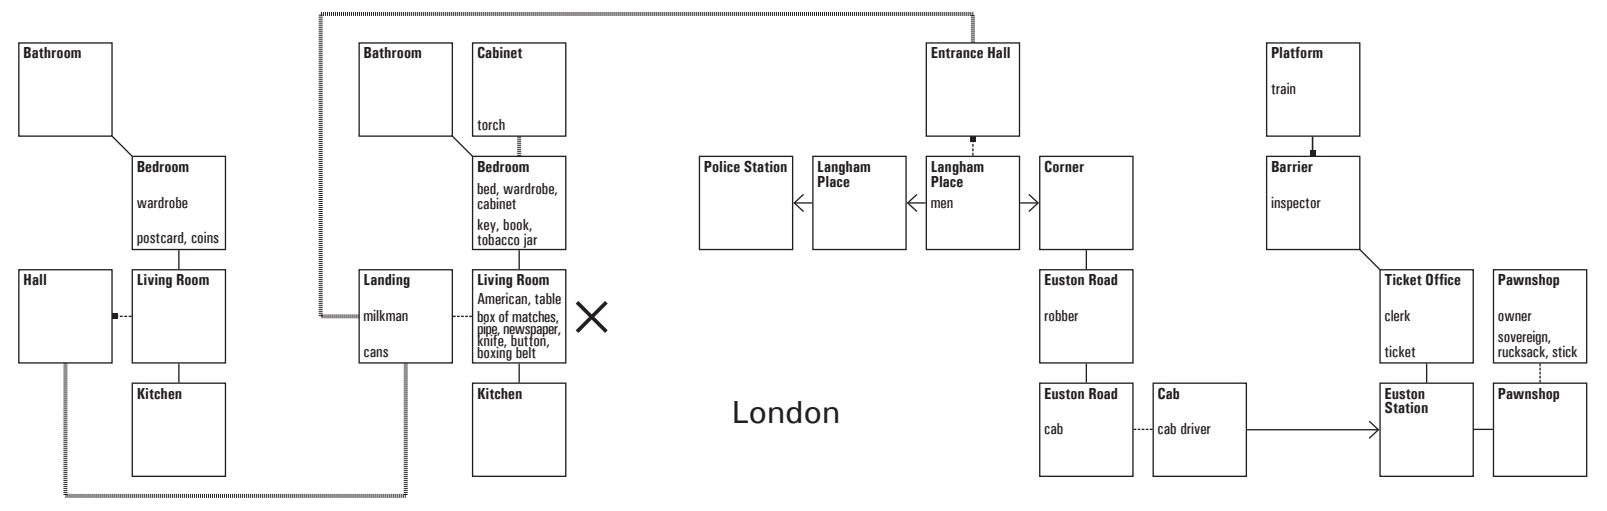 Bathroom
Bathroom
Cabinet
torch
Entrance Hall
Platform
train
Bedroom
wardrobe
postcard, coins
Bedroom
bed, wardrobe,
cabinet
key, book,
tobacco jar
Police Station
Langham
Place
Langham
Place
men
Corner
Barrier
inspector
Hall
Living Room
Landing
milkman
cans
Living Room
American, table
box of matches,
pipe, newspaper,
knife, button,
boxing belt
Euston Road
robber
Ticket Office
clerk
ticket
Pawnshop
owner
sovereign,
rucksack, stick
Kitchen
Kitchen
London
Euston Road
cab
Cab
cab driver
Euston
Station
Pawnshop